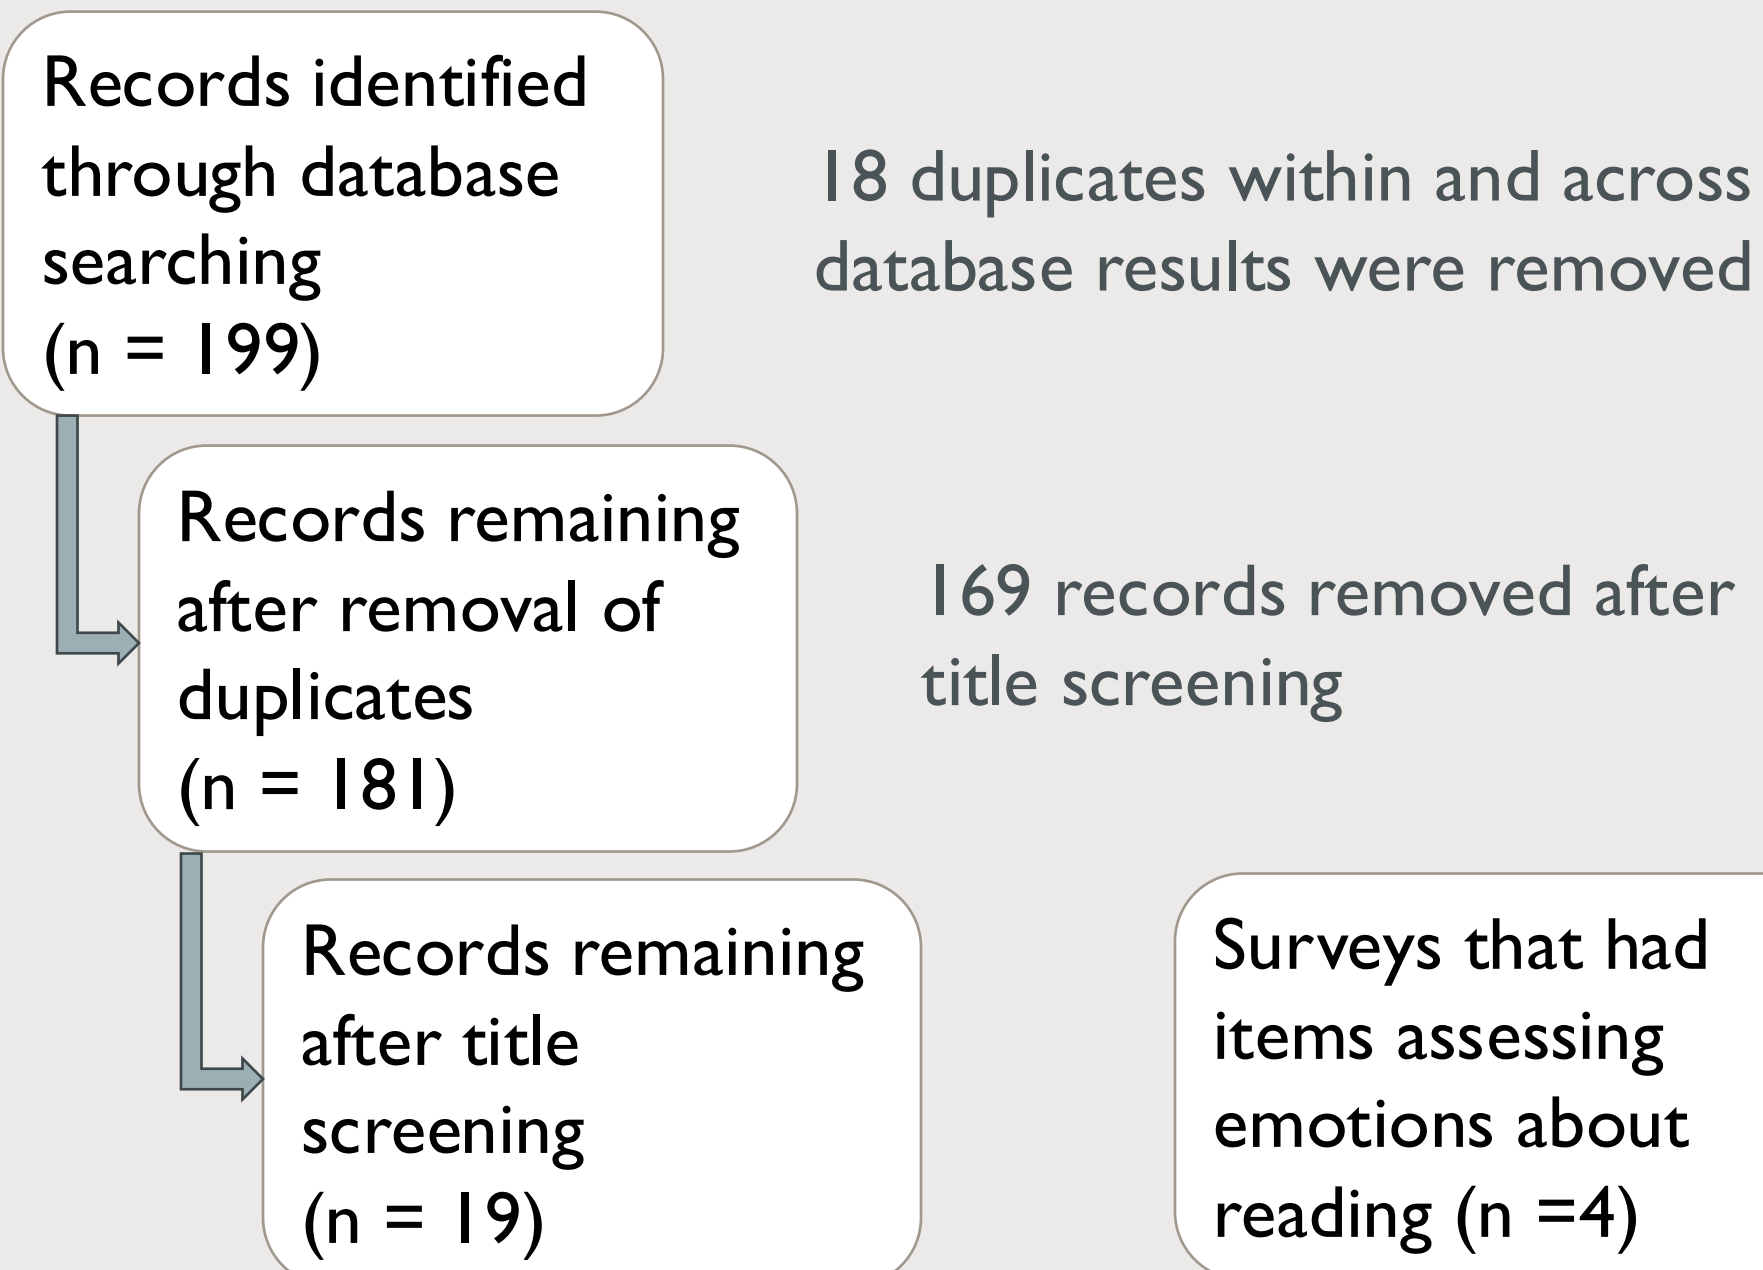 Records identified
through database
searching
(n = 199)
18 duplicates within and across
database results were removed
Records remaining
after removal of
duplicates
(n = 181)
169 records removed after
title screening
Records remaining
after title
screening
(n = 19)
Surveys that had
items assessing
emotions about
reading (n =4)